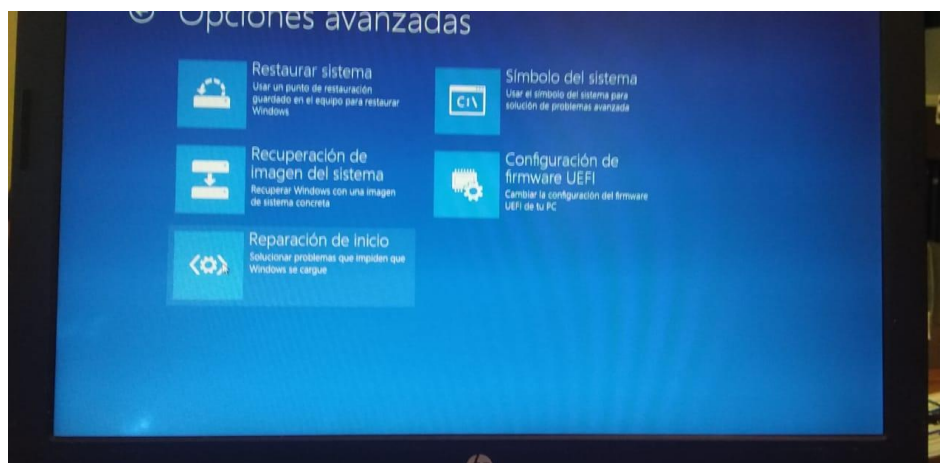 Opciones avanzadas
Restaurar sistema
Usar un punto de restauración
guardado en el equipo para restaurar
Windows
Símbolo del sistema
Usar el símbolo del sistema para
solución de problemas avanzada
C:\
Recuperación de
imagen del sistema
Recuperar Windows con una imagen
de sistema concreta
Configuración de
firmware UEFI
Cambiar la configuración del firmware
UEFI de tu PC
Reparación de inicio
Solucionar problemas que impiden que
Windows se cargue